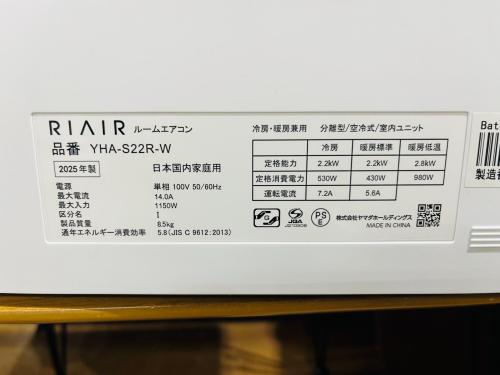 RIAIR ルームエアコン
品番 YHA-S22R-W
2025年製 日本国内家庭用
電源 単相 100V 50/60Hz
最大電流 14.0A
最大入力 1150W
区分名 I
製品質量 8.5kg
通年エネルギー消費効率 5.8(JIS C 9612:2013)
冷房・暖房兼用 分離型/空冷式/室内ユニット
冷房 暖房標準 暖房低温
定格能力 2.2kW 2.2kW 2.8kW
定格消費電力 530W 430W 980W
運転電流 7.2A 5.6A
G
JQA
PS
E
株式会社ヤマダホールディングス
MADE IN CHINA
Bat
製造番